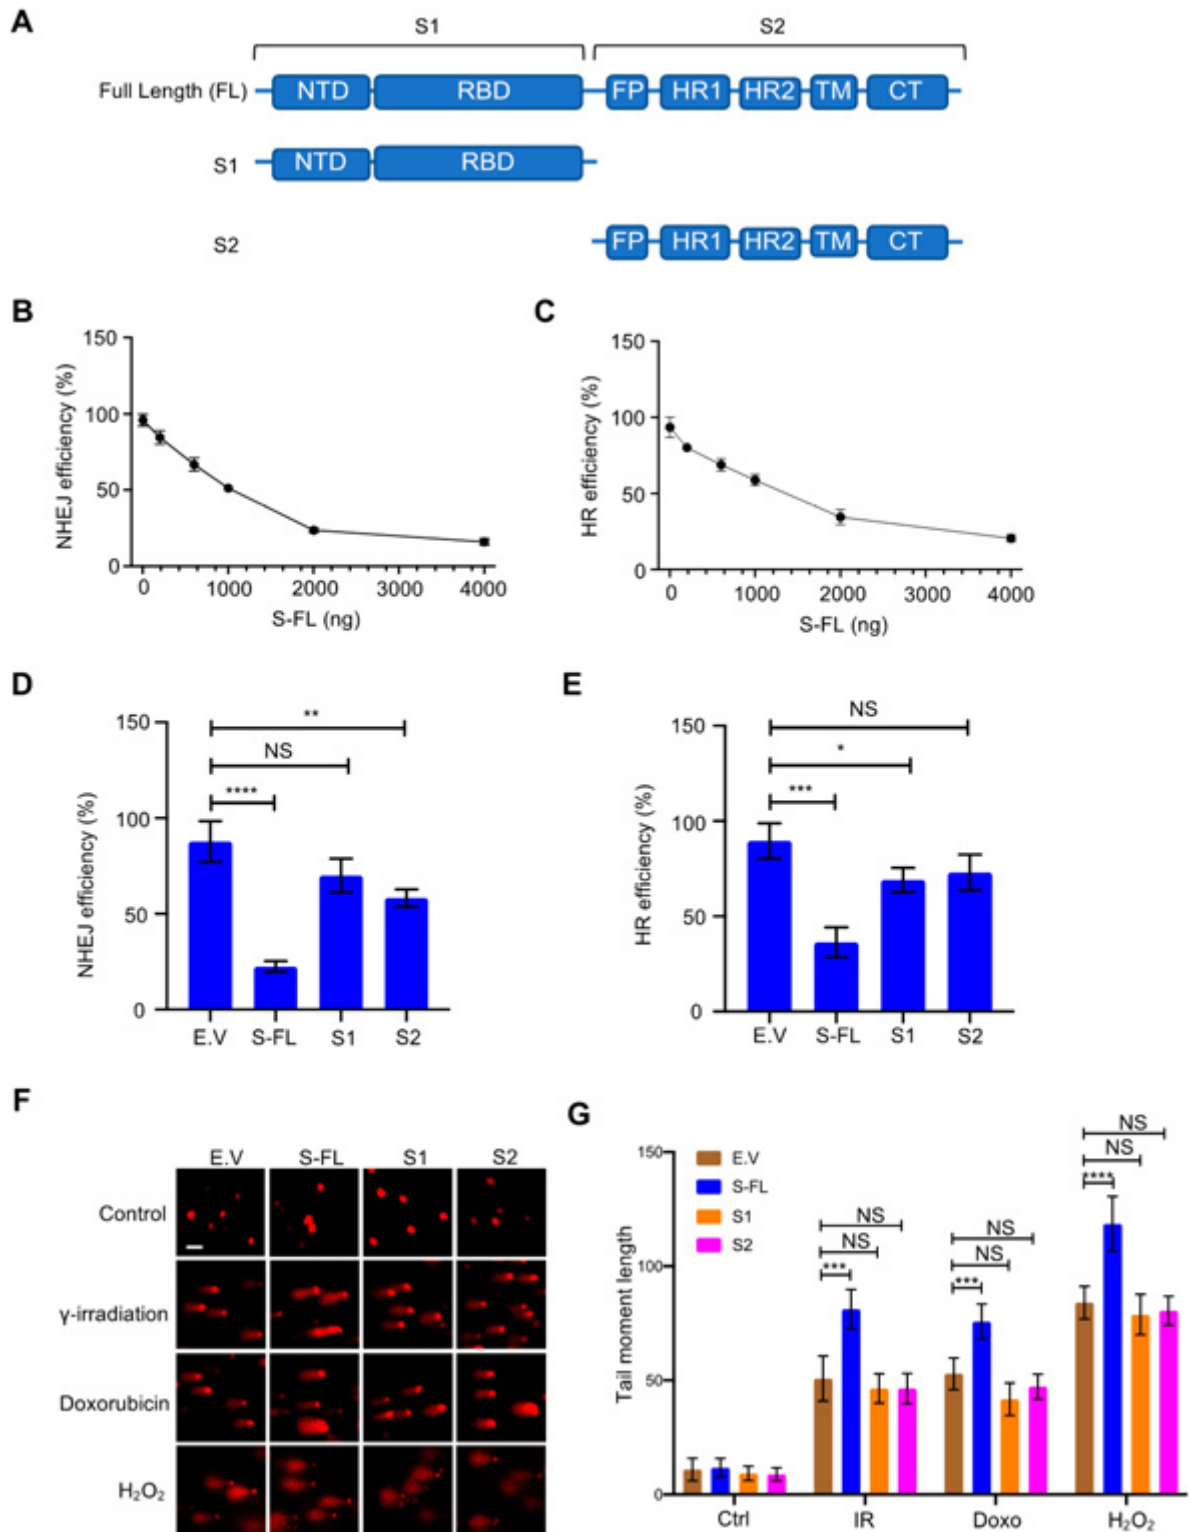 A
S1 S2
Full Length (FL) NTD RBD FP HR1 HR2 TM CT
S1 NTD RBD
S2 FP HR1 HR2 TM CT
B
150
100
50
0
NHEJ efficiency (%)
0 1000 2000 3000 4000
S-FL (ng)
C
150
100
50
0
HR efficiency (%)
0 1000 2000 3000 4000
S-FL (ng)
D
150
100
50
0
NHEJ efficiency (%)
**
NS
****
E.V S-FL S1 S2
E
150
100
50
0
HR efficiency (%)
NS
*
***
E.V S-FL S1 S2
F
E.V S-FL S1 S2
Control
γ-irradiation
Doxorubicin
H₂O₂
G
150
100
50
0
Tail moment length
E.V
S-FL
S1
S2
NS
NS
***
NS
NS
***
NS
NS
****
Ctrl IR Doxo H₂O₂